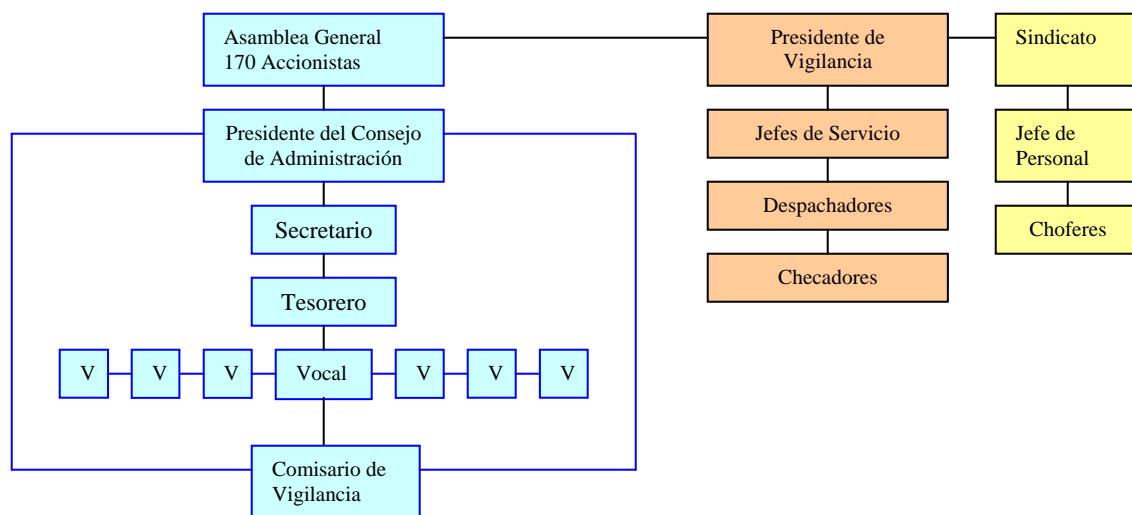 Asamblea General
170 Accionistas
Presidente de
Vigilancia
Sindicato
Presidente del Consejo
de Administración
Jefes de Servicio
Jefe de
Personal
Secretario
Despachadores
Choferes
Tesorero
Checadores
V V V Vocal V V V
Comisario de
Vigilancia